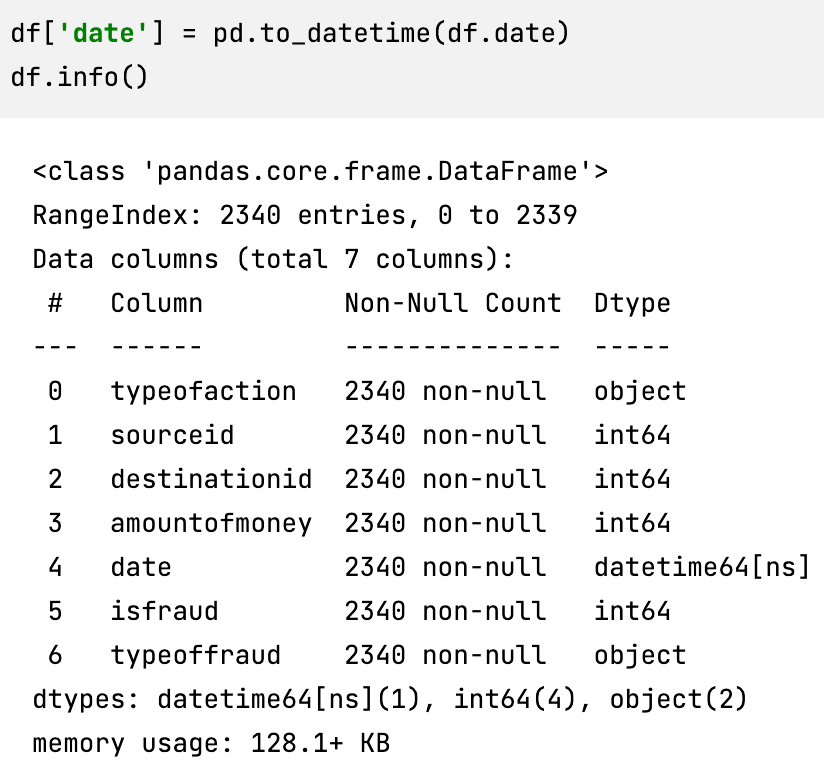 df['date'] = pd.to_datetime(df.date)
df.info()
<class 'pandas.core.frame.DataFrame'>
RangeIndex: 2340 entries, 0 to 2339
Data columns (total 7 columns):
 #   Column         Non-Null Count  Dtype
---  ------         --------------  -----
 0   typeofaction   2340 non-null   object
 1   sourceid       2340 non-null   int64
 2   destinationid  2340 non-null   int64
 3   amountofmoney  2340 non-null   int64
 4   date           2340 non-null   datetime64[ns]
 5   isfraud        2340 non-null   int64
 6   typeoffraud    2340 non-null   object
dtypes: datetime64[ns](1), int64(4), object(2)
memory usage: 128.1+ KB